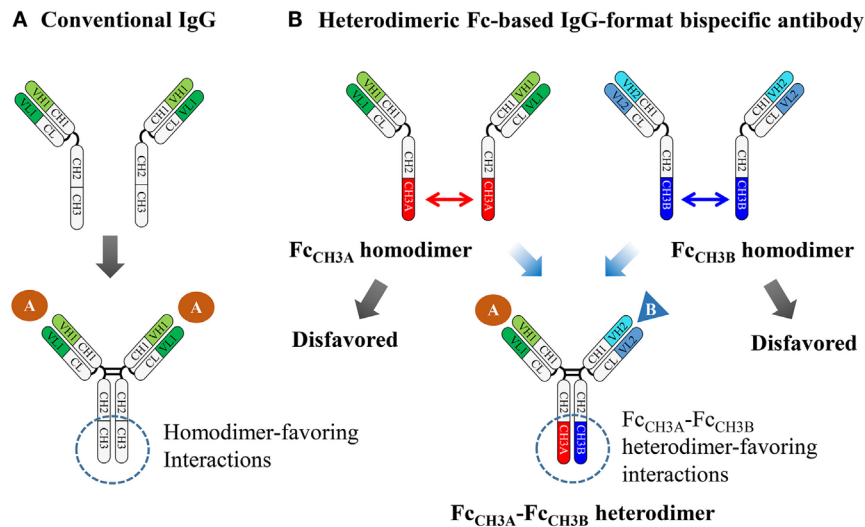 A Conventional IgG
VH1 CH1
VL1 CL
CH1 VH1
CL VL1
CH2
CH3
CH2
CH3
A
A
VH1 CH1
VL1 CL
CH1 VH1
CL VL1
CH2
CH3
CH2
CH3
Homodimer-favoring
Interactions
B Heterodimeric Fc-based IgG-format bispecific antibody
VH1 CH1
VL1 CL
CH1 VH1
CL VL1
CH2
CH3A
CH2
CH3A
VH2 CH1
VL2 CL
CH1 VH2
CL VL2
CH2
CH3B
CH2
CH3B
FcCH3A homodimer
FcCH3B homodimer
Disfavored
Disfavored
A
B
VH1 CH1
VL1 CL
CH1 VH2
CL VL2
CH2
CH3A
CH2
CH3B
FcCH3A-FcCH3B
heterodimer-favoring
interactions
FcCH3A-FcCH3B heterodimer